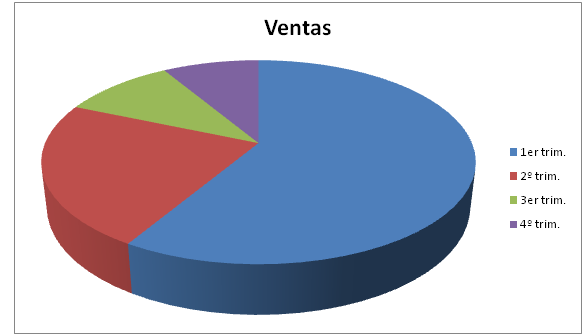 Ventas
1er trim.
2º trim.
3er trim.
4º trim.